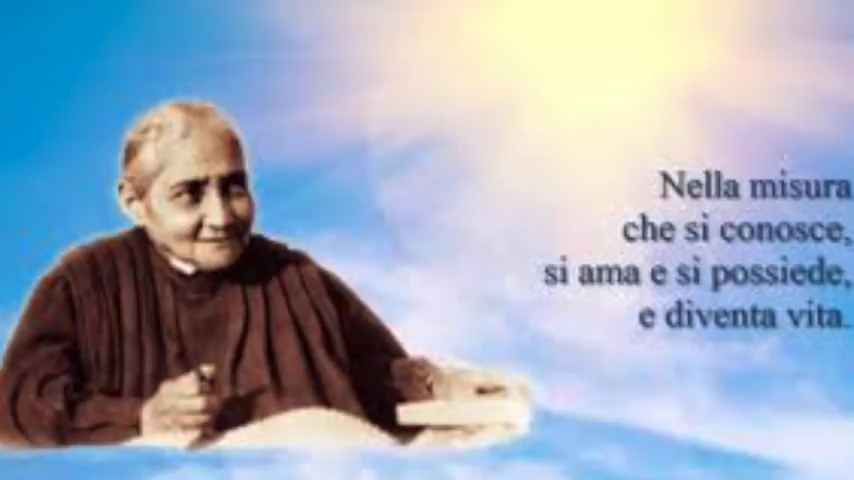 Nella misura
che si conosce,
si ama e si possiede,
e diventa vita.